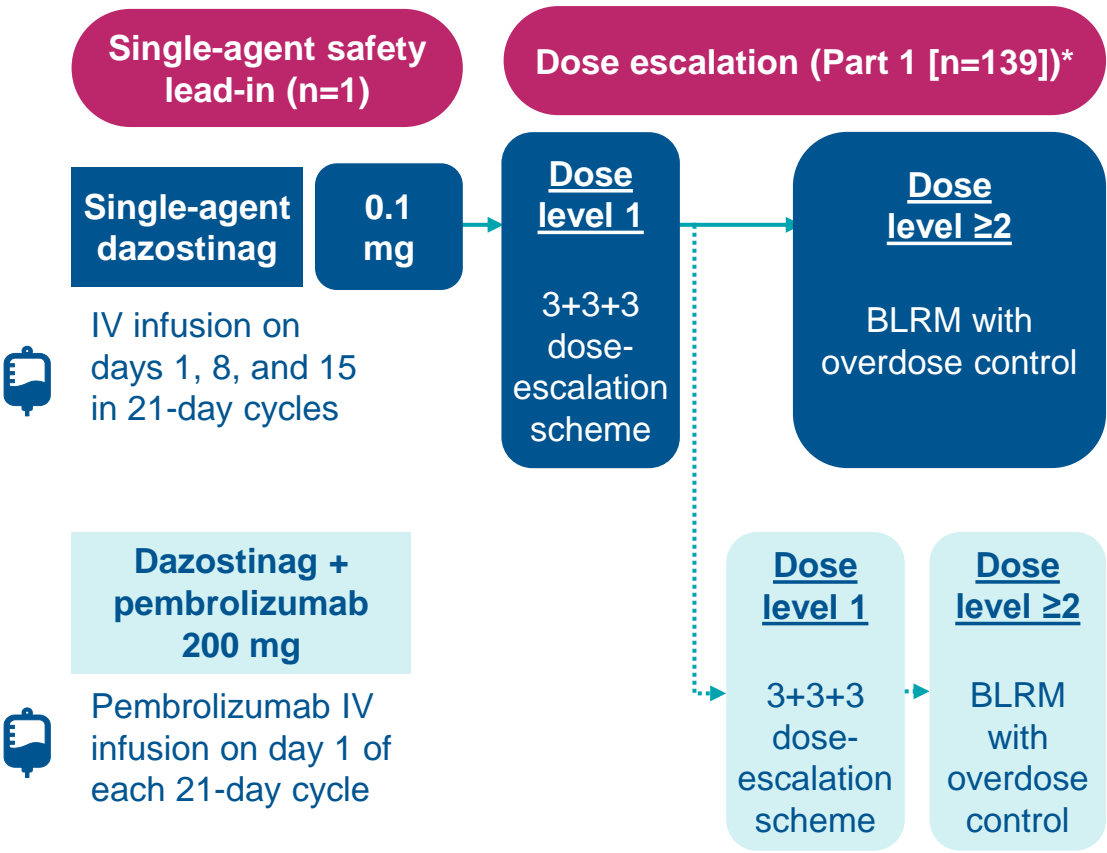 Single-agent safety
lead-in (n=1)
Dose escalation (Part 1 [n=139])*
Single-agent
dazostinag
0.1
mg
IV infusion on
days 1, 8, and 15
in 21-day cycles
Dose
level 1
3+3+3
dose-
escalation
scheme
Dose
level ≥2
BLRM with
overdose control
Dazostinag +
pembrolizumab
200 mg
Pembrolizumab IV
infusion on day 1 of
each 21-day cycle
Dose
level 1
3+3+3
dose-
escalation
scheme
Dose
level ≥2
BLRM
with
overdose
control